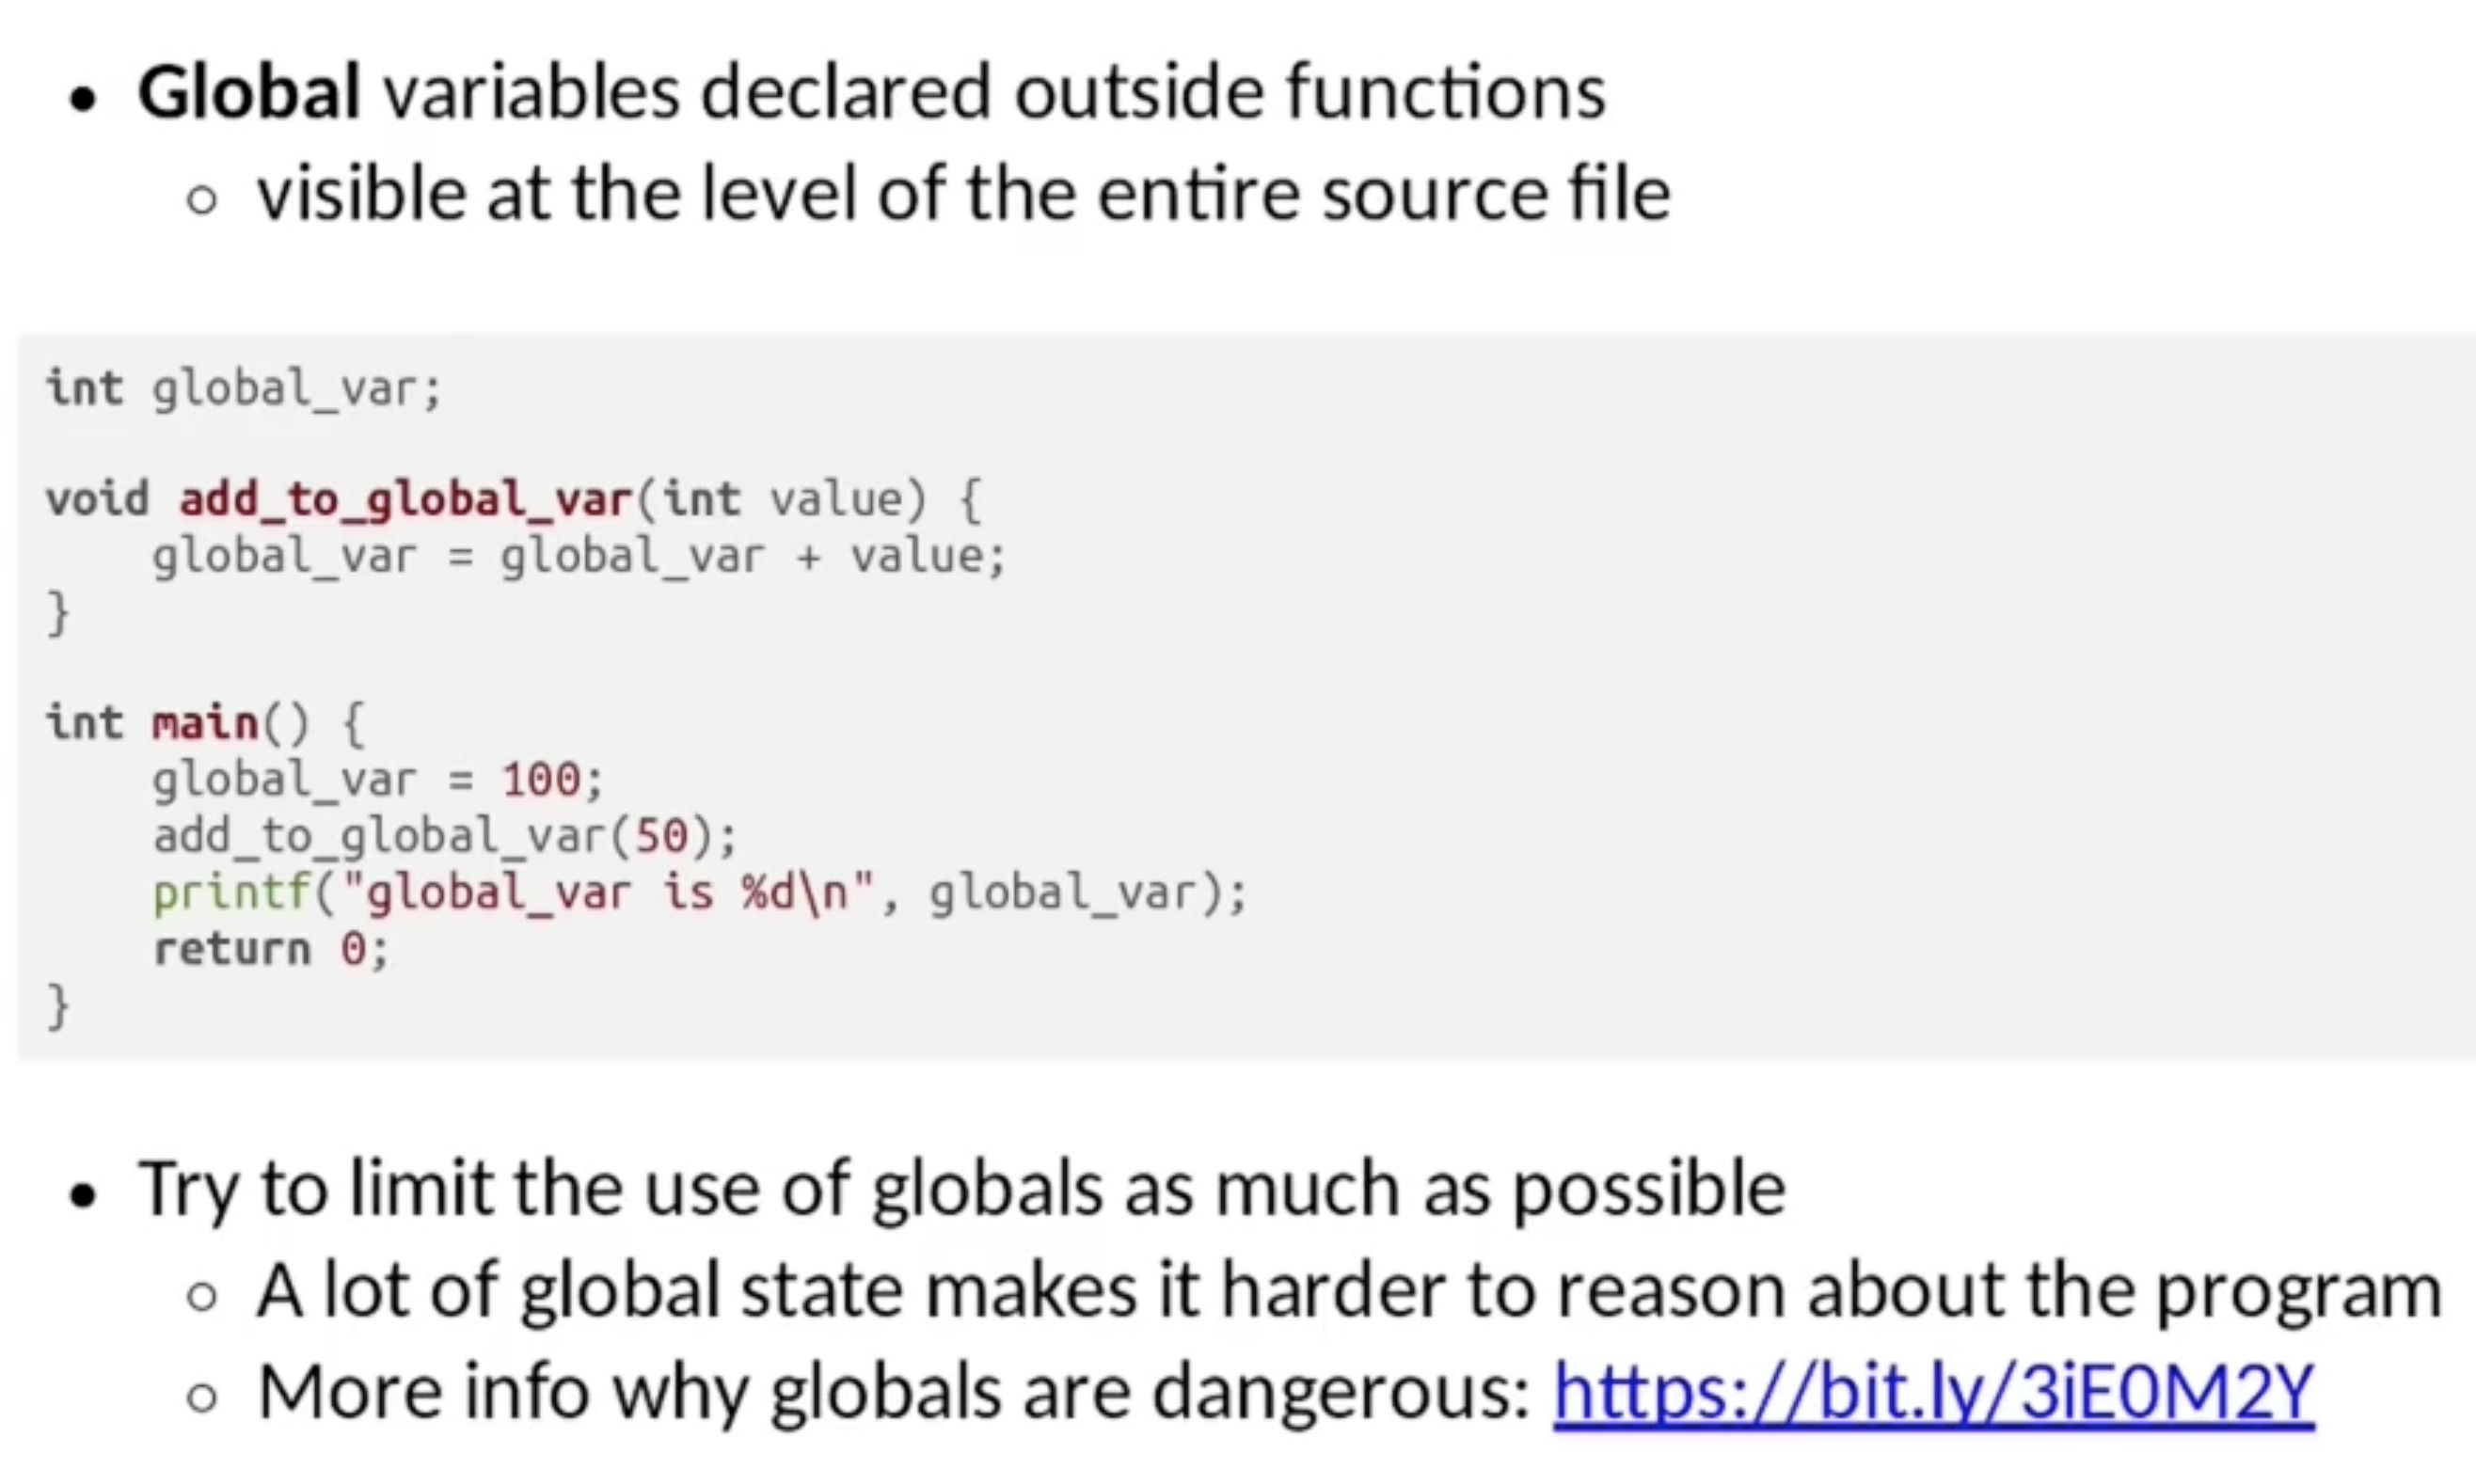 • Global variables declared outside functions
○ visible at the level of the entire source file
int global_var;
void add_to_global_var(int value) {
    global_var = global_var + value;
}
int main() {
    global_var = 100;
    add_to_global_var(50);
    printf("global_var is %d\n", global_var);
    return 0;
}
• Try to limit the use of globals as much as possible
○ A lot of global state makes it harder to reason about the program
○ More info why globals are dangerous: https://bit.ly/3iE0M2Y